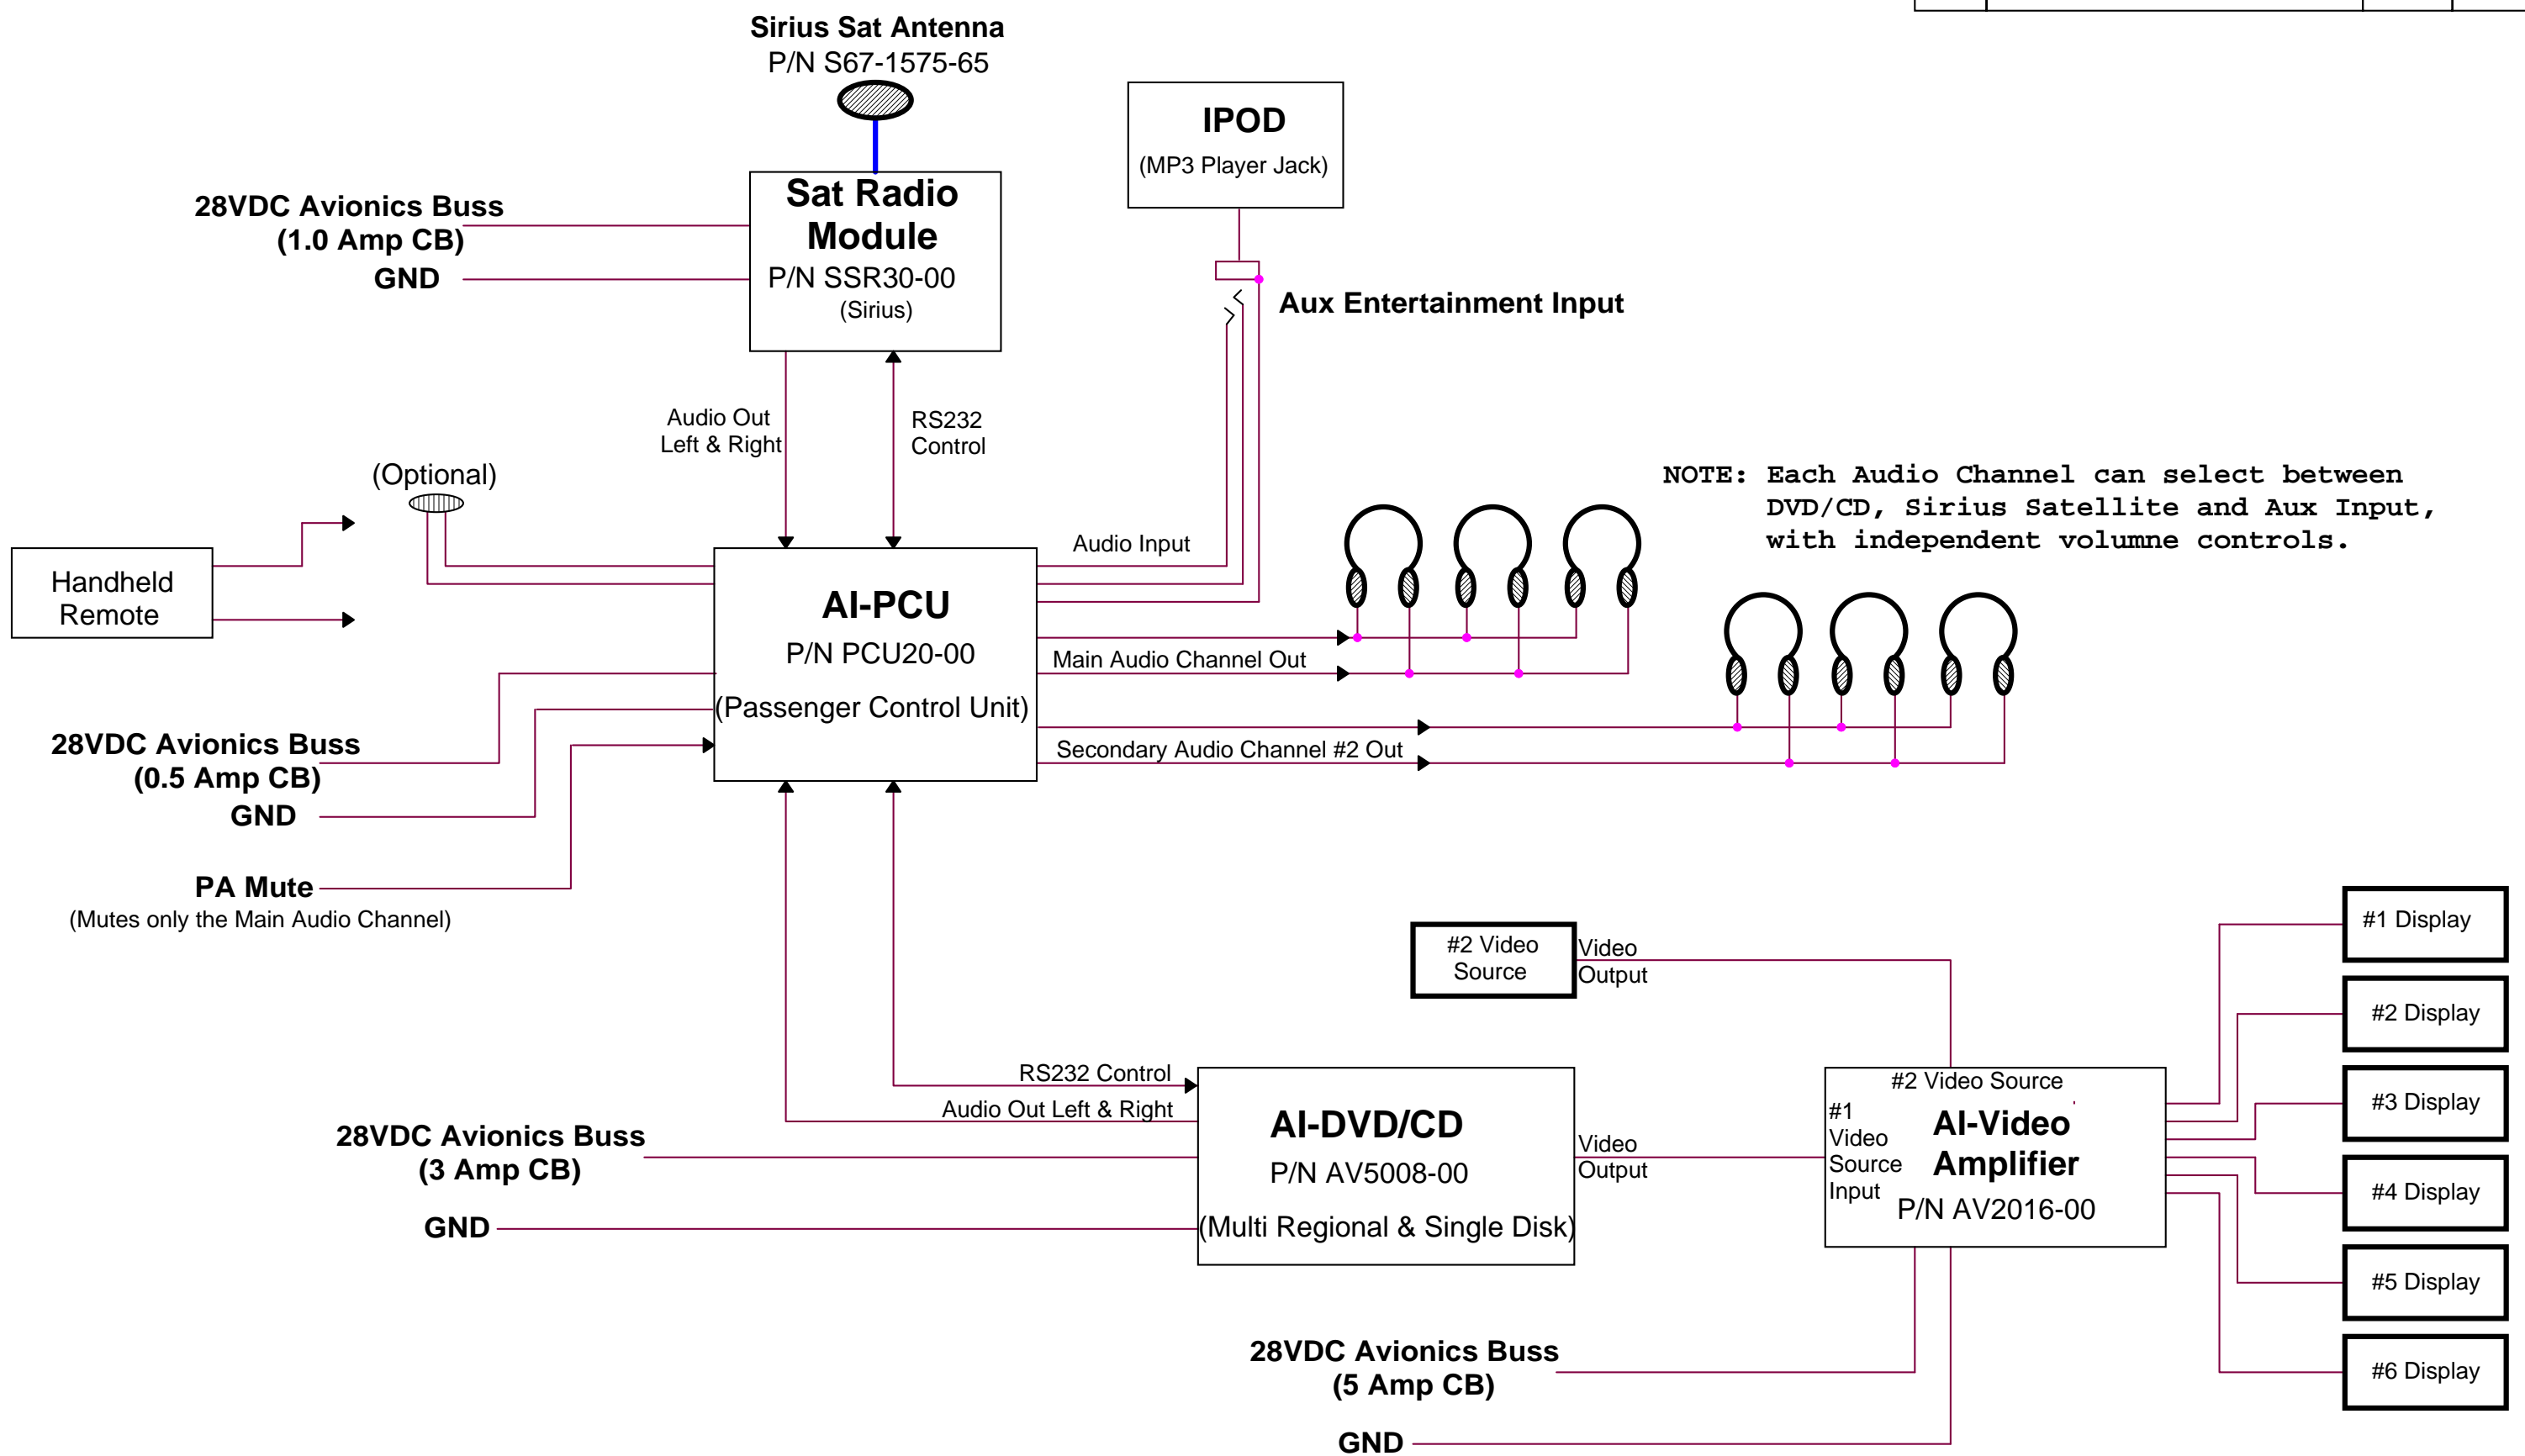 Sirius Sat Antenna
P/N S67-1575-65
IPOD
(MP3 Player Jack)
Sat Radio
Module
P/N SSR30-00
(Sirius)
28VDC Avionics Buss
(1.0 Amp CB)
GND
Aux Entertainment Input
Audio Out
Left & Right
RS232
Control
(Optional)
NOTE: Each Audio Channel can select between
DVD/CD, Sirius Satellite and Aux Input,
with independent volumne controls.
Handheld
Remote
Audio Input
AI-PCU
P/N PCU20-00
(Passenger Control Unit)
Main Audio Channel Out
Secondary Audio Channel #2 Out
28VDC Avionics Buss
(0.5 Amp CB)
GND
PA Mute
(Mutes only the Main Audio Channel)
#2 Video
Source
Video
Output
#1 Display
#2 Display
#3 Display
#4 Display
#5 Display
#6 Display
RS232 Control
Audio Out Left & Right
28VDC Avionics Buss
(3 Amp CB)
GND
AI-DVD/CD
P/N AV5008-00
(Multi Regional & Single Disk)
Video
Output
#2 Video Source
#1
Video
Source
Input
AI-Video
Amplifier
P/N AV2016-00
28VDC Avionics Buss
(5 Amp CB)
GND